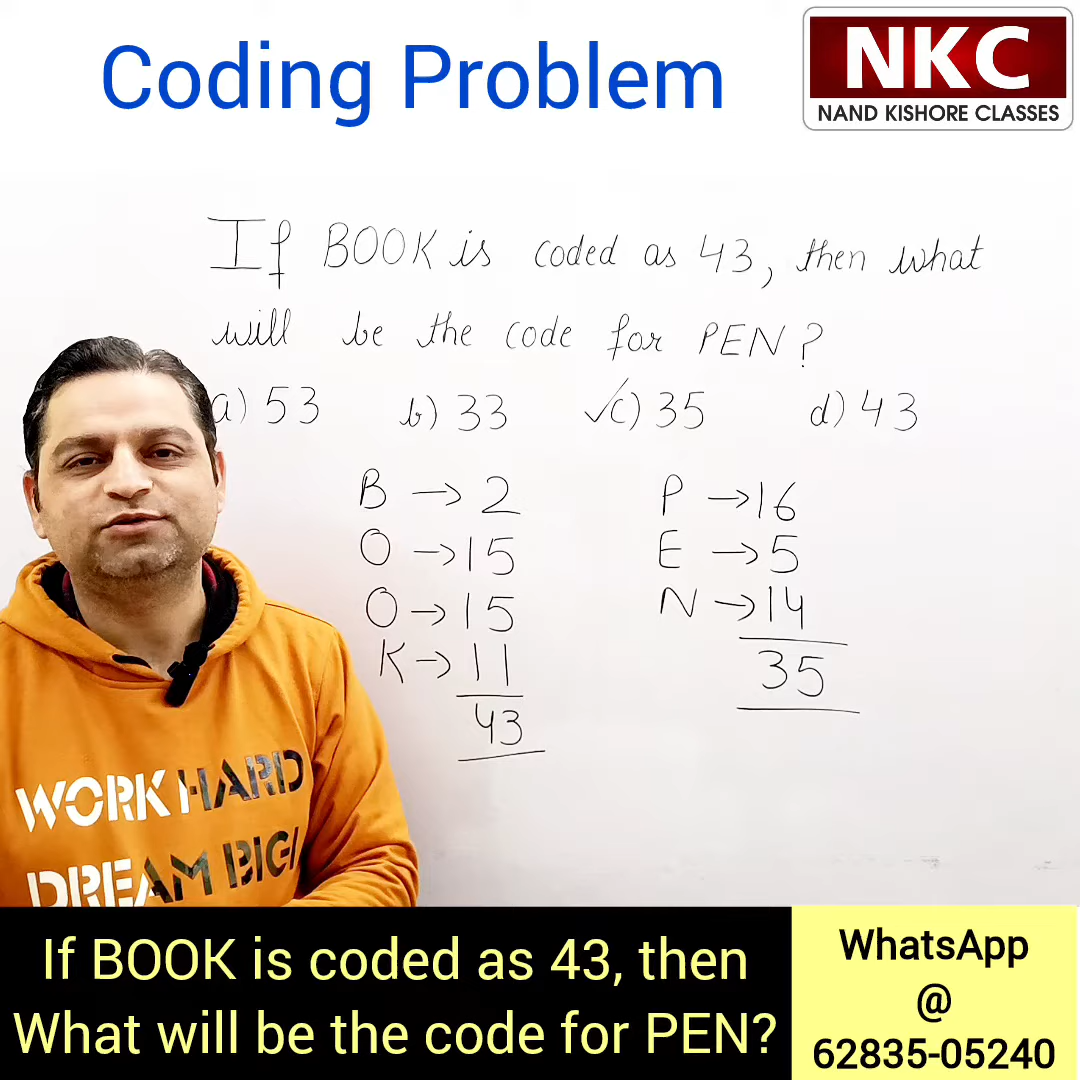 Coding Problem
NKC
NAND KISHORE CLASSES
If BOOK is coded as 43, then what
will be the code for PEN?
a) 53 b) 33 ✓c) 35 d) 43
B → 2
O → 15
O → 15
K → 11
43
P → 16
E → 5
N → 14
35
WORK HARD
DREAM BIG!
If BOOK is coded as 43, then
What will be the code for PEN?
WhatsApp
@
62835-05240